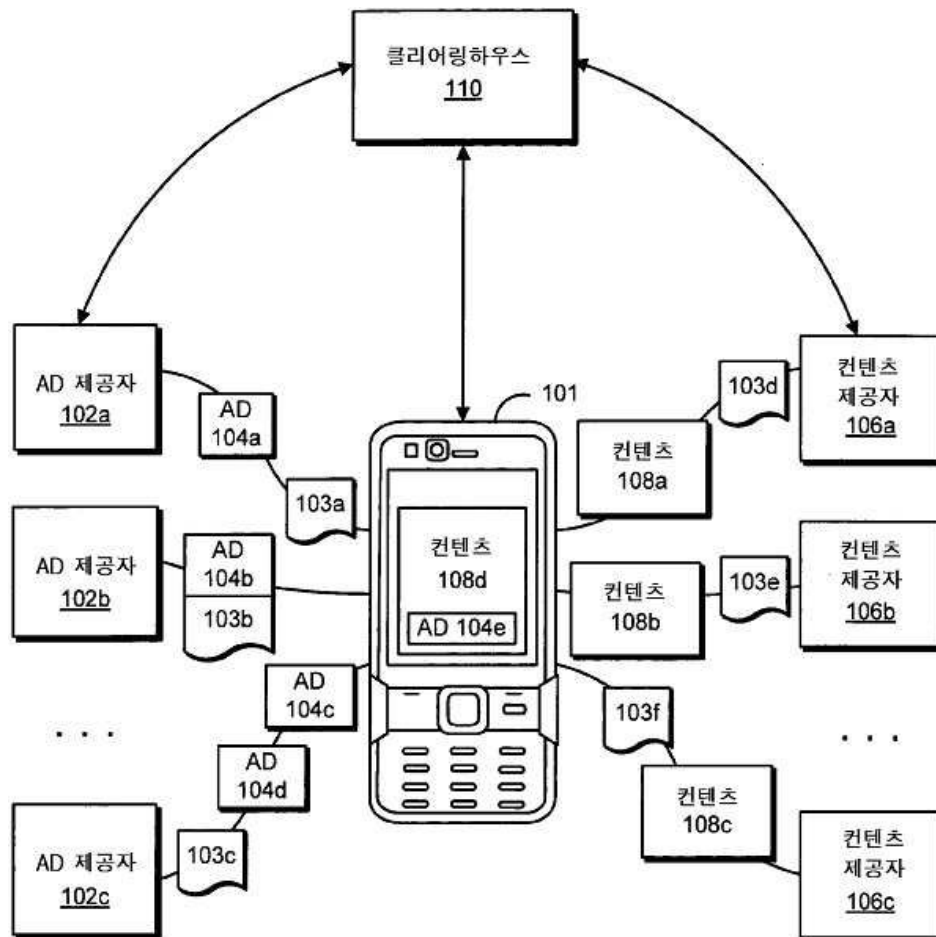 클리어링하우스
110
AD 제공자
102a
AD
104a
103a
101
103d
컨텐츠
제공자
106a
컨텐츠
108a
AD 제공자
102b
AD
104b
103b
컨텐츠
108d
AD 104e
컨텐츠
108b
103e
컨텐츠
제공자
106b
AD
104c
103f
. . .
. . .
AD
104d
컨텐츠
108c
AD 제공자
102c
103c
컨텐츠
제공자
106c